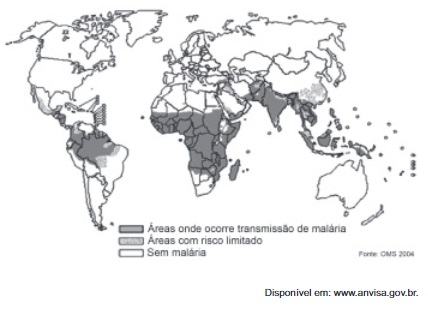 Áreas onde ocorre transmissão de malária
Áreas com risco limitado
Sem malária
Fonte: OMS 2004
Disponível em: www.anvisa.gov.br.